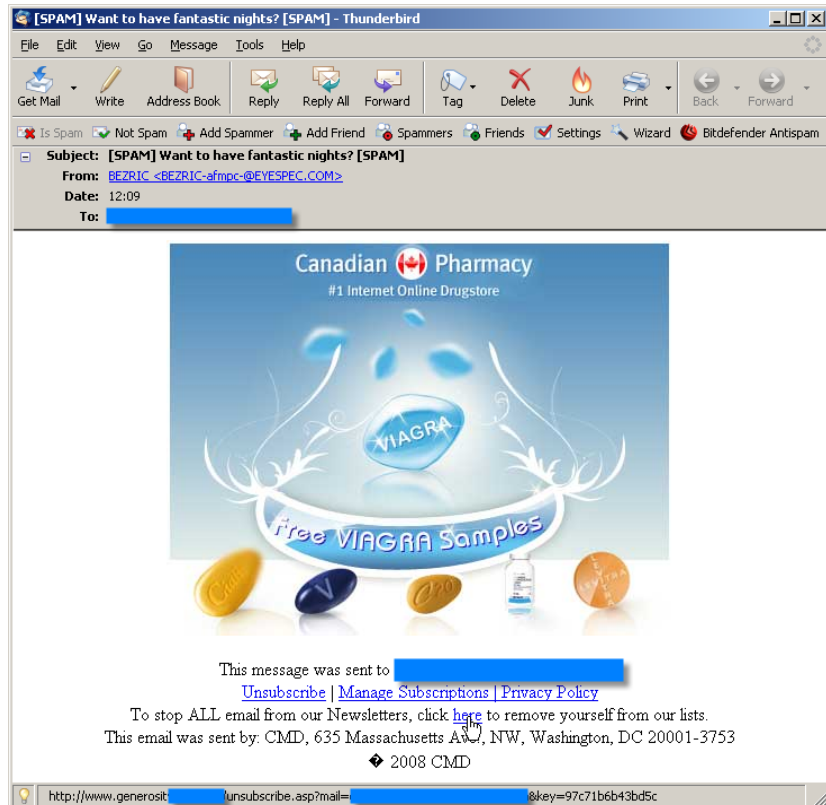 [SPAM] Want to have fantastic nights? [SPAM] - Thunderbird
File Edit View Go Message Tools Help
Get Mail Write Address Book Reply Reply All Forward Tag Delete Junk Print Back Forward
Is Spam Not Spam Add Spammer Add Friend Spammers Friends Settings Wizard Bitdefender Antispam
Subject: [SPAM] Want to have fantastic nights? [SPAM]
From: BEZRIC <BEZRIC-afmpc-@EYESPEC.COM>
Date: 12:09
To:
Canadian Pharmacy
#1 Internet Online Drugstore
VIAGRA
Free VIAGRA Samples
Cialis V C20 LEVITRA LEVITRA
This message was sent to
Unsubscribe | Manage Subscriptions | Privacy Policy
To stop ALL email from our Newsletters, click here to remove yourself from our lists.
This email was sent by: CMD, 635 Massachusetts Ave, NW, Washington, DC 20001-3753
� 2008 CMD
http://www.generosit /unsubscribe.asp?mail= &key=97c71b6b43bd5c